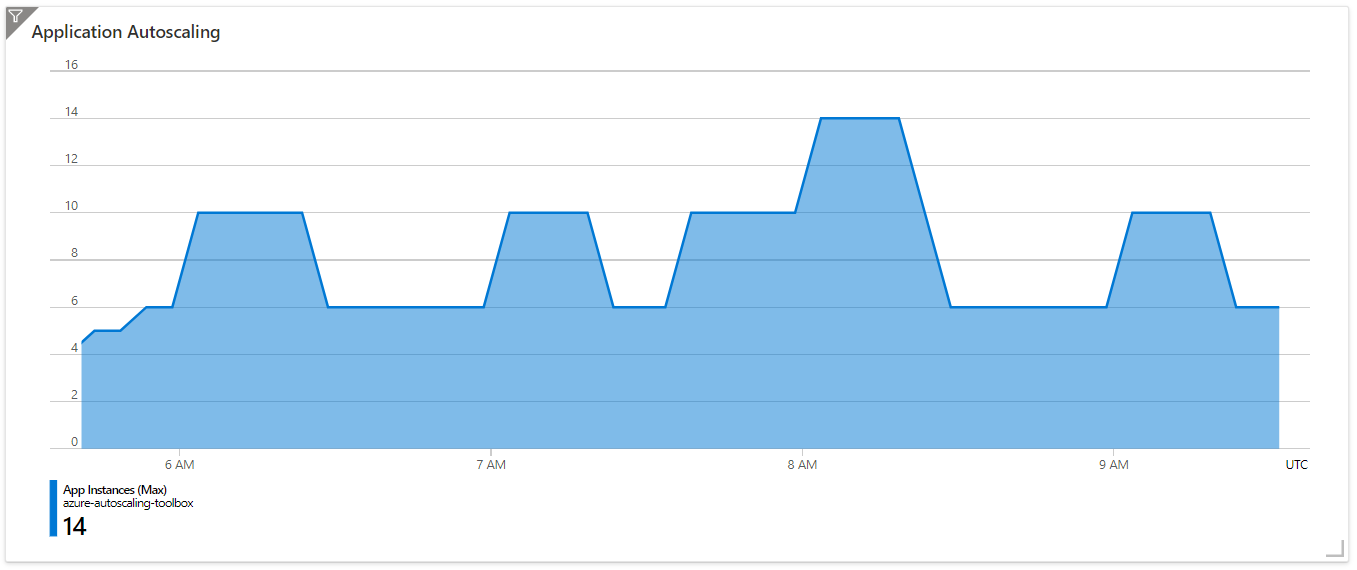 Application Autoscaling
16
14
12
10
8
6
4
2
0
6 AM 7 AM 8 AM 9 AM UTC
App Instances (Max)
azure-autoscaling-toolbox
14